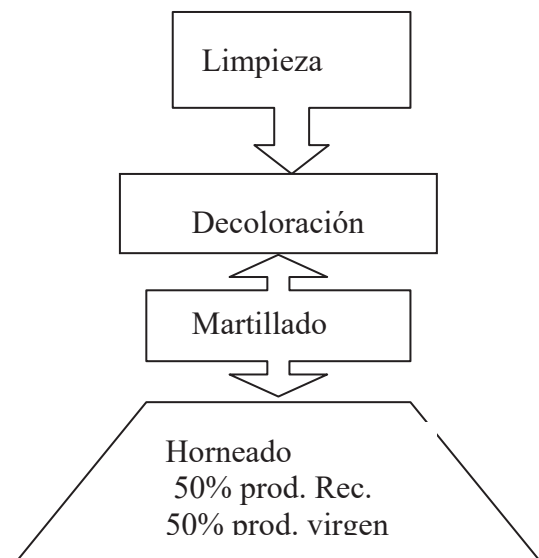 Limpieza
Decoloración
Martillado
Horneado
50% prod. Rec.
50% prod. virgen